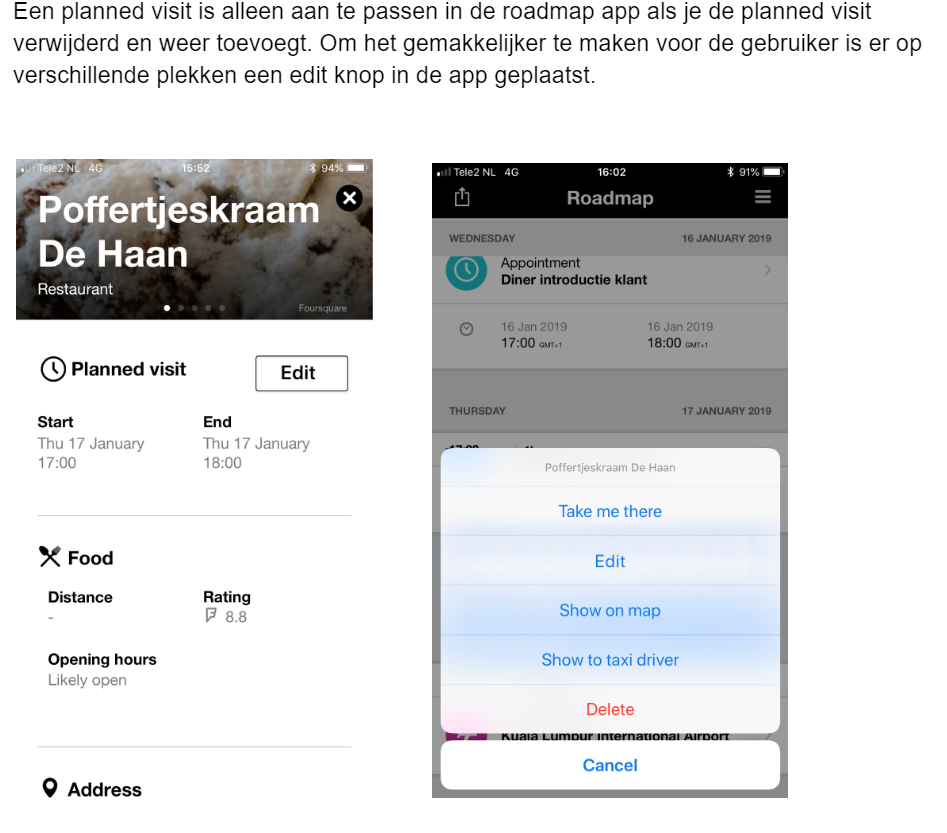 Een planned visit is alleen aan te passen in de roadmap app als je de planned visit
verwijderd en weer toevoegt. Om het gemakkelijker te maken voor de gebruiker is er op
verschillende plekken een edit knop in de app geplaatst.
Tele2 NL 4G 15:52 94%
Poffertjeskraam
De Haan
Restaurant
Foursquare
Planned visit
Edit
Start End
Thu 17 January Thu 17 January
17:00 18:00
Food
Distance Rating
- 8.8
Opening hours
Likely open
Address
Tele2 NL 4G 16:02 91%
Roadmap
WEDNESDAY 16 JANUARY 2019
Appointment
Diner introductie klant
16 Jan 2019 16 Jan 2019
17:00 GMT+1 18:00 GMT+1
THURSDAY 17 JANUARY 2019
Poffertjeskraam De Haan
Take me there
Edit
Show on map
Show to taxi driver
Delete
Kuala Lumpur International Airport
Cancel